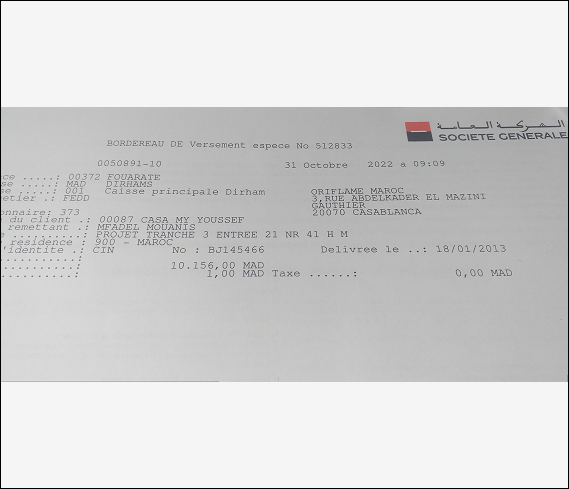 الشركة العامة
SOCIETE GENERALE
BORDEREAU DE Versement espece No 512833
0050891-10 31 Octobre 2022 a 09:09
ce .....: 00372 FOUARATE
se .....: MAD DIRHAMS
se .....: 001 Caisse principale Dirham ORIFLAME MAROC
etier .: FEDD 3,RUE ABDELKADER EL MAZINI
GAUTHIER
onnaire: 373 20070 CASABLANCA
du client .: 00087 CASA MY YOUSSEF
remettant .: MFADEL MOUANIS
..........: PROJET TRANCHE 3 ENTREE 21 NR 41 H M
residence : 900 - MAROC
'identite .: CIN No : BJ145466 Delivree le ..: 18/01/2013
...........:
...........: 10.156,00 MAD
...........: 1,00 MAD Taxe ......: 0,00 MAD